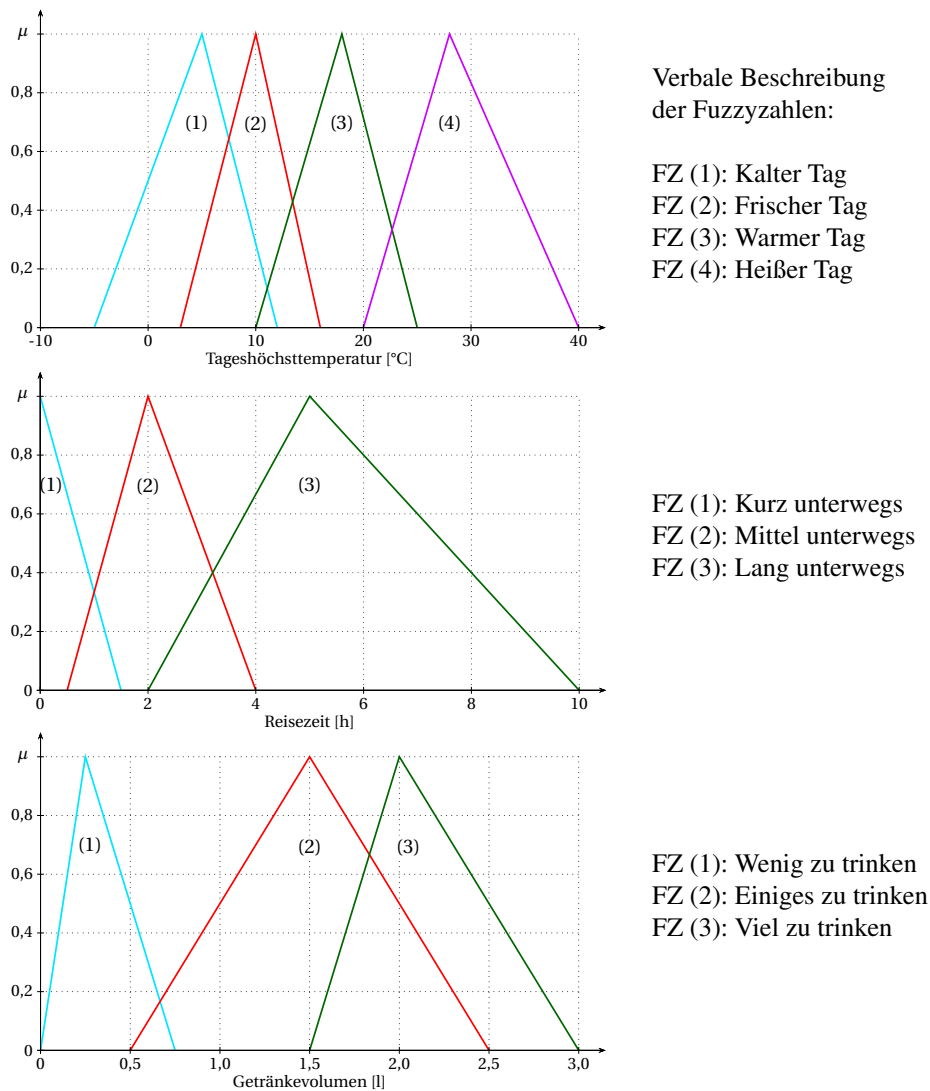 μ
0,8
0,6
0,4
0,2
0
(1)
(2)
(3)
(4)
-10 0 10 20 30 40
Tageshöchsttemperatur [°C]
Verbale Beschreibung
der Fuzzyzahlen:
FZ (1): Kalter Tag
FZ (2): Frischer Tag
FZ (3): Warmer Tag
FZ (4): Heißer Tag
μ
0,8
0,6
0,4
0,2
0
(1)
(2)
(3)
0 2 4 6 8 10
Reisezeit [h]
FZ (1): Kurz unterwegs
FZ (2): Mittel unterwegs
FZ (3): Lang unterwegs
μ
0,8
0,6
0,4
0,2
0
(1)
(2)
(3)
0 0,5 1,0 1,5 2,0 2,5 3,0
Getränkevolumen [l]
FZ (1): Wenig zu trinken
FZ (2): Einiges zu trinken
FZ (3): Viel zu trinken